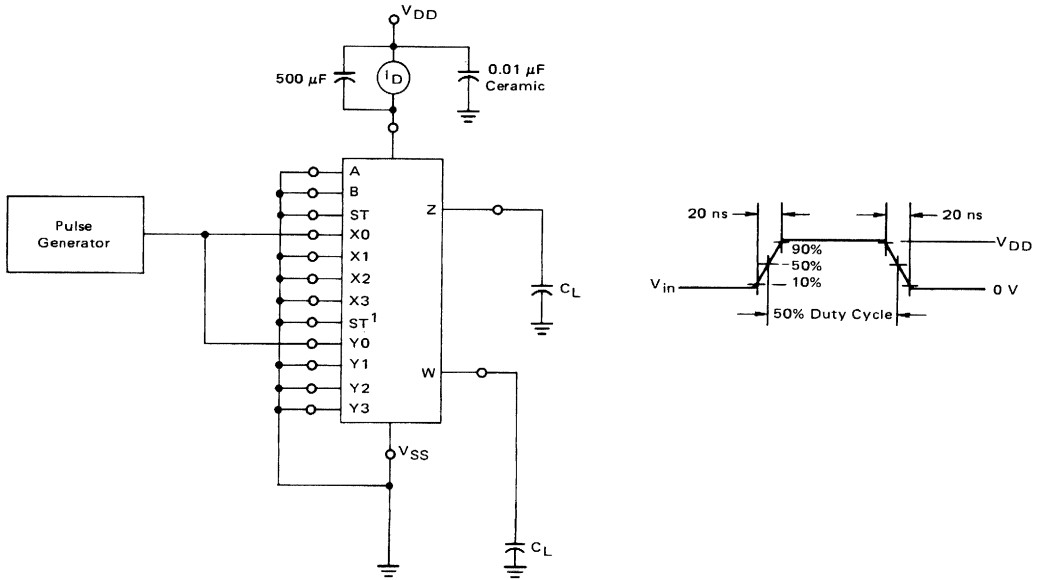 VDD
500 µF
iD
0.01 µF
Ceramic
Pulse
Generator
A
B
ST
X0
X1
X2
X3
ST1
Y0
Y1
Y2
Y3
Z
W
CL
VSS
CL
20 ns
20 ns
VDD
90%
50%
10%
Vin
0 V
50% Duty Cycle